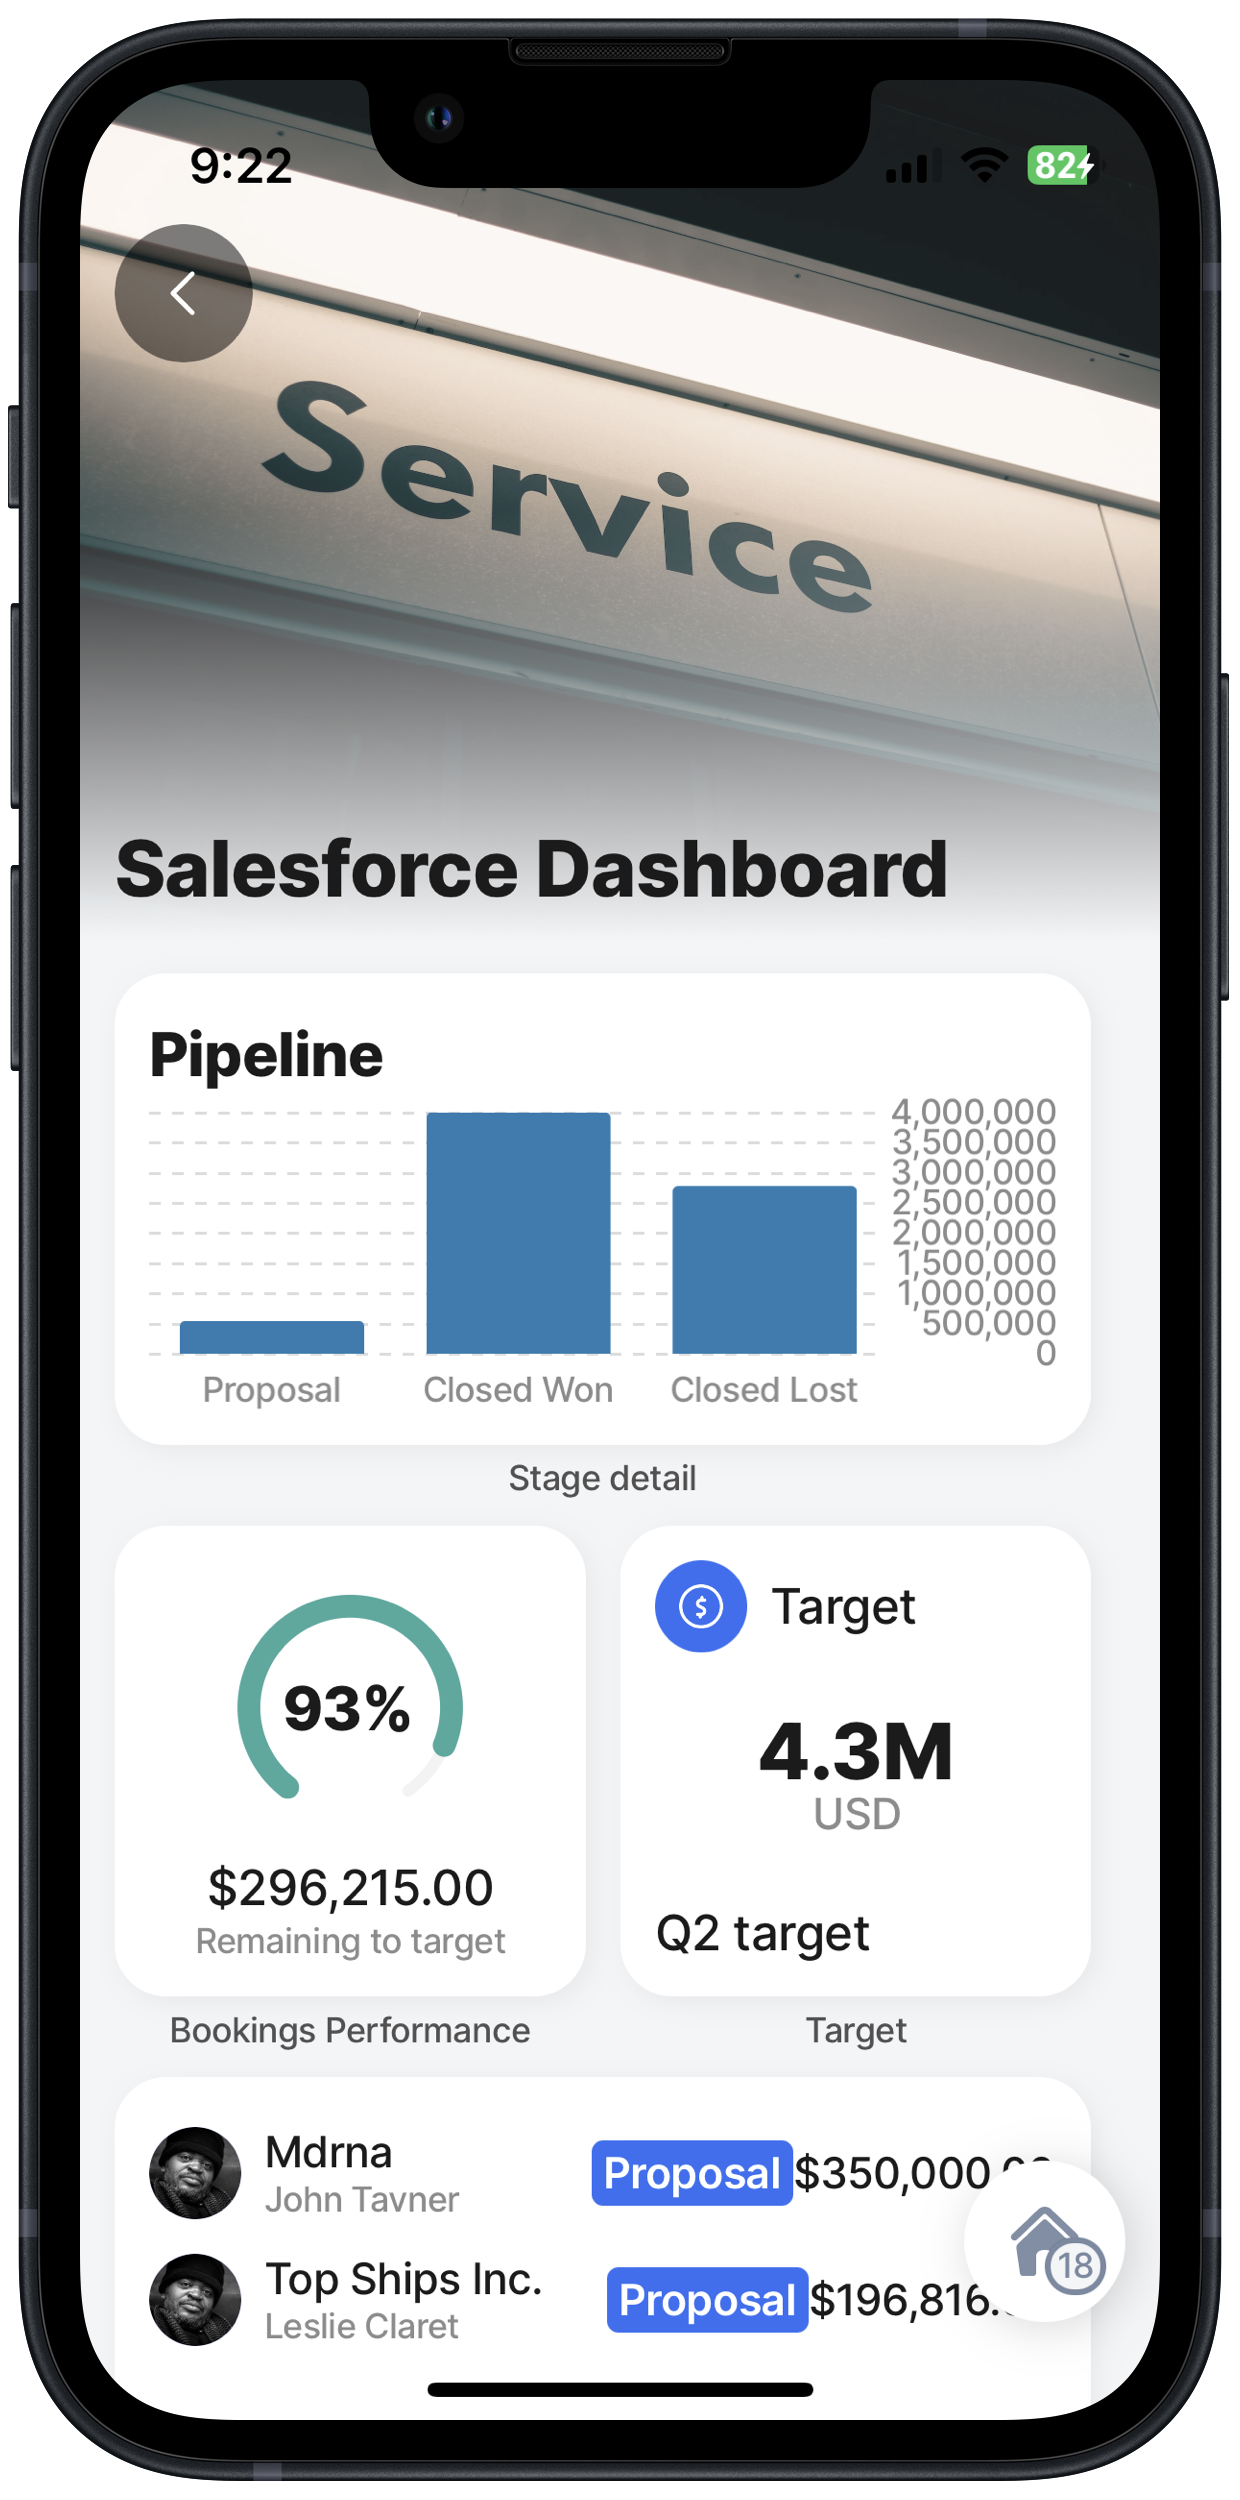 9:22
82
Service
Salesforce Dashboard
Pipeline
4,000,000
3,500,000
3,000,000
2,500,000
2,000,000
1,500,000
1,000,000
500,000
0
Proposal Closed Won Closed Lost
Stage detail
93%
$296,215.00
Remaining to target
Bookings Performance
$
Target
4.3M
USD
Q2 target
Target
Mdrna
John Tavner
Proposal $350,000
Top Ships Inc.
Leslie Claret
Proposal $196,816.
18